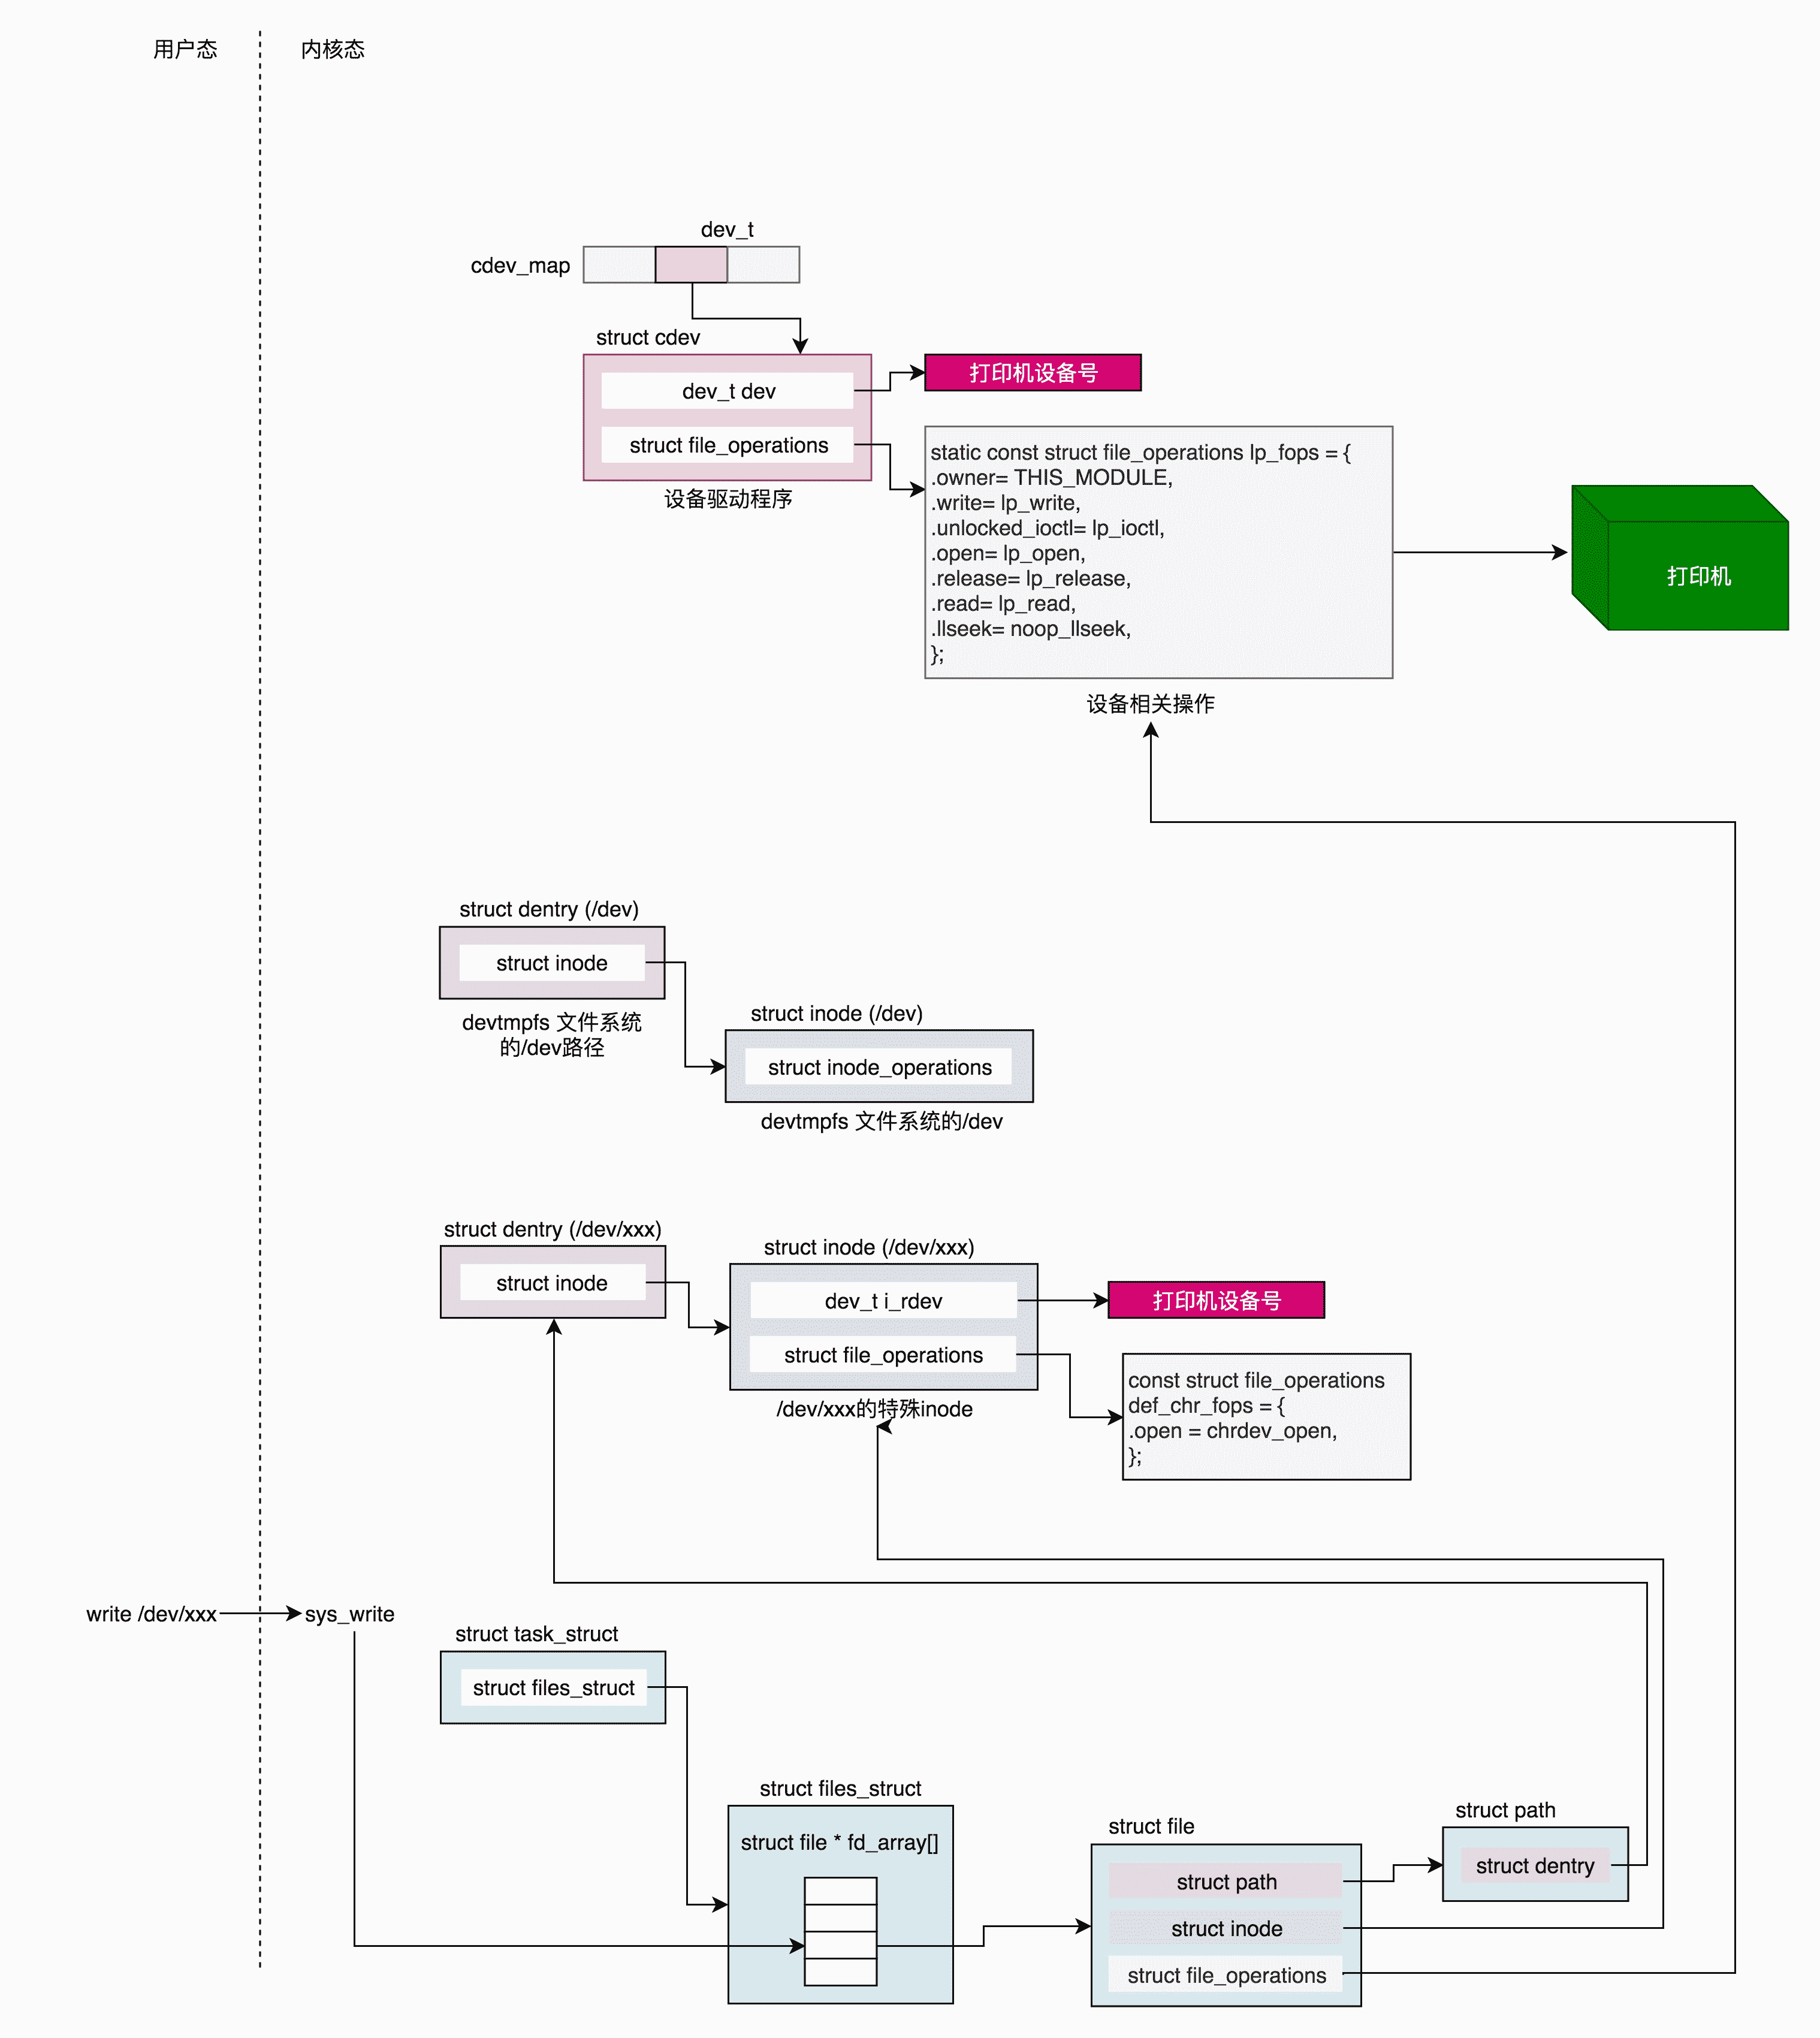 用户态
内核态
dev_t
cdev_map
struct cdev
dev_t dev
打印机设备号
struct file_operations
设备驱动程序
static const struct file_operations lp_fops = {
.owner= THIS_MODULE,
.write= lp_write,
.unlocked_ioctl= lp_ioctl,
.open= lp_open,
.release= lp_release,
.read= lp_read,
.llseek= noop_llseek,
};
打印机
设备相关操作
struct dentry (/dev)
struct inode
devtmpfs 文件系统
的/dev路径
struct inode (/dev)
struct inode_operations
devtmpfs 文件系统的/dev
struct dentry (/dev/xxx)
struct inode
struct inode (/dev/xxx)
dev_t i_rdev
打印机设备号
struct file_operations
/dev/xxx的特殊inode
const struct file_operations
def_chr_fops = {
.open = chrdev_open,
};
write /dev/xxx
sys_write
struct task_struct
struct files_struct
struct files_struct
struct file * fd_array[]
struct file
struct path
struct inode
struct file_operations
struct path
struct dentry